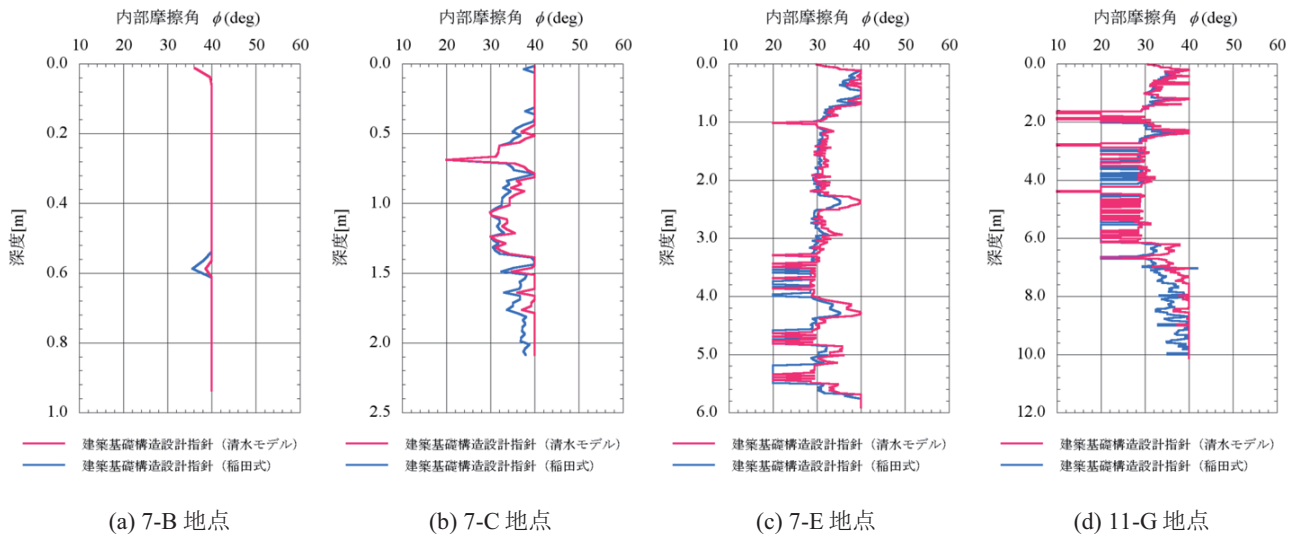 内部摩擦角 ϕ(deg)
10 20 30 40 50 60
0.0
0.2
0.4
0.6
0.8
1.0
深度[m]
建築基礎構造設計指針（清水モデル）
建築基礎構造設計指針（稲田式）
(a) 7-B 地点
内部摩擦角 ϕ(deg)
10 20 30 40 50 60
0.0
0.5
1.0
1.5
2.0
2.5
深度[m]
建築基礎構造設計指針（清水モデル）
建築基礎構造設計指針（稲田式）
(b) 7-C 地点
内部摩擦角 ϕ(deg)
10 20 30 40 50 60
0.0
1.0
2.0
3.0
4.0
5.0
6.0
深度[m]
建築基礎構造設計指針（清水モデル）
建築基礎構造設計指針（稲田式）
(c) 7-E 地点
内部摩擦角 ϕ(deg)
10 20 30 40 50 60
0.0
2.0
4.0
6.0
8.0
10.0
12.0
深度[m]
建築基礎構造設計指針（清水モデル）
建築基礎構造設計指針（稲田式）
(d) 11-G 地点